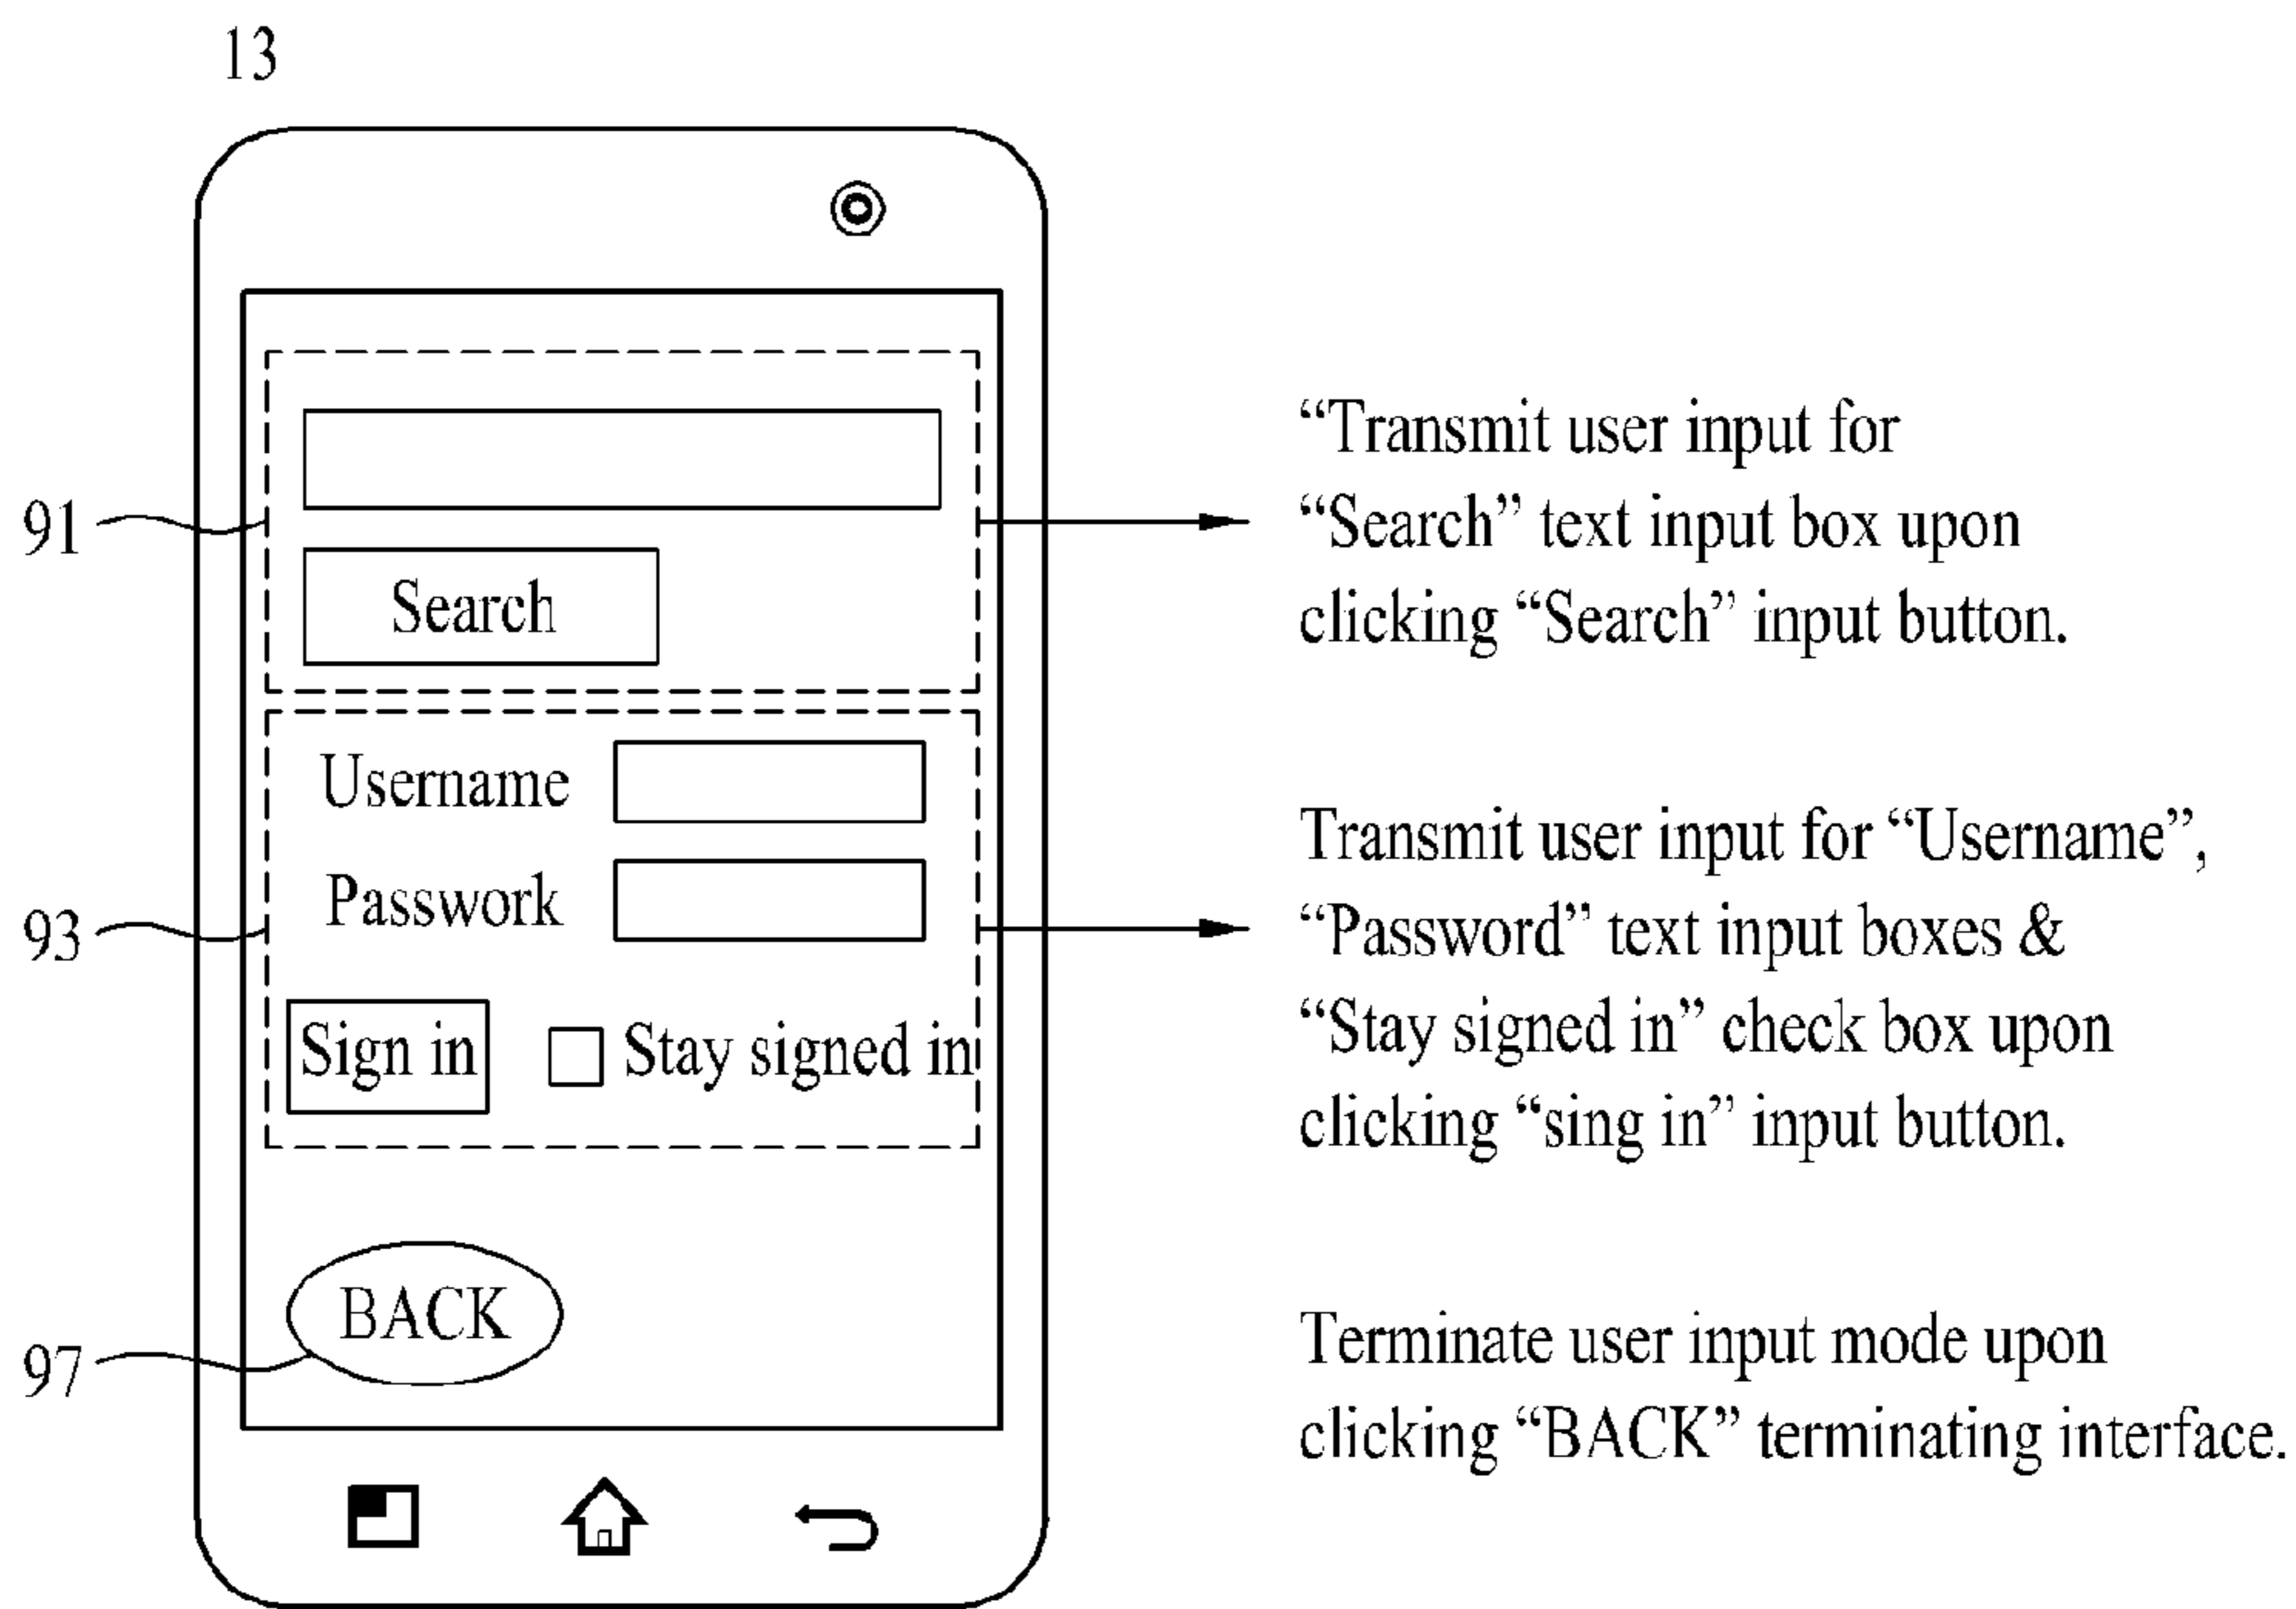 13
91
Search
“Transmit user input for
“Search” text input box upon
clicking “Search” input button.
93
Username
Passwork
Sign in
Stay signed in
Transmit user input for “Username”,
“Password” text input boxes &
“Stay signed in” check box upon
clicking “sing in” input button.
97
BACK
Terminate user input mode upon
clicking “BACK” terminating interface.